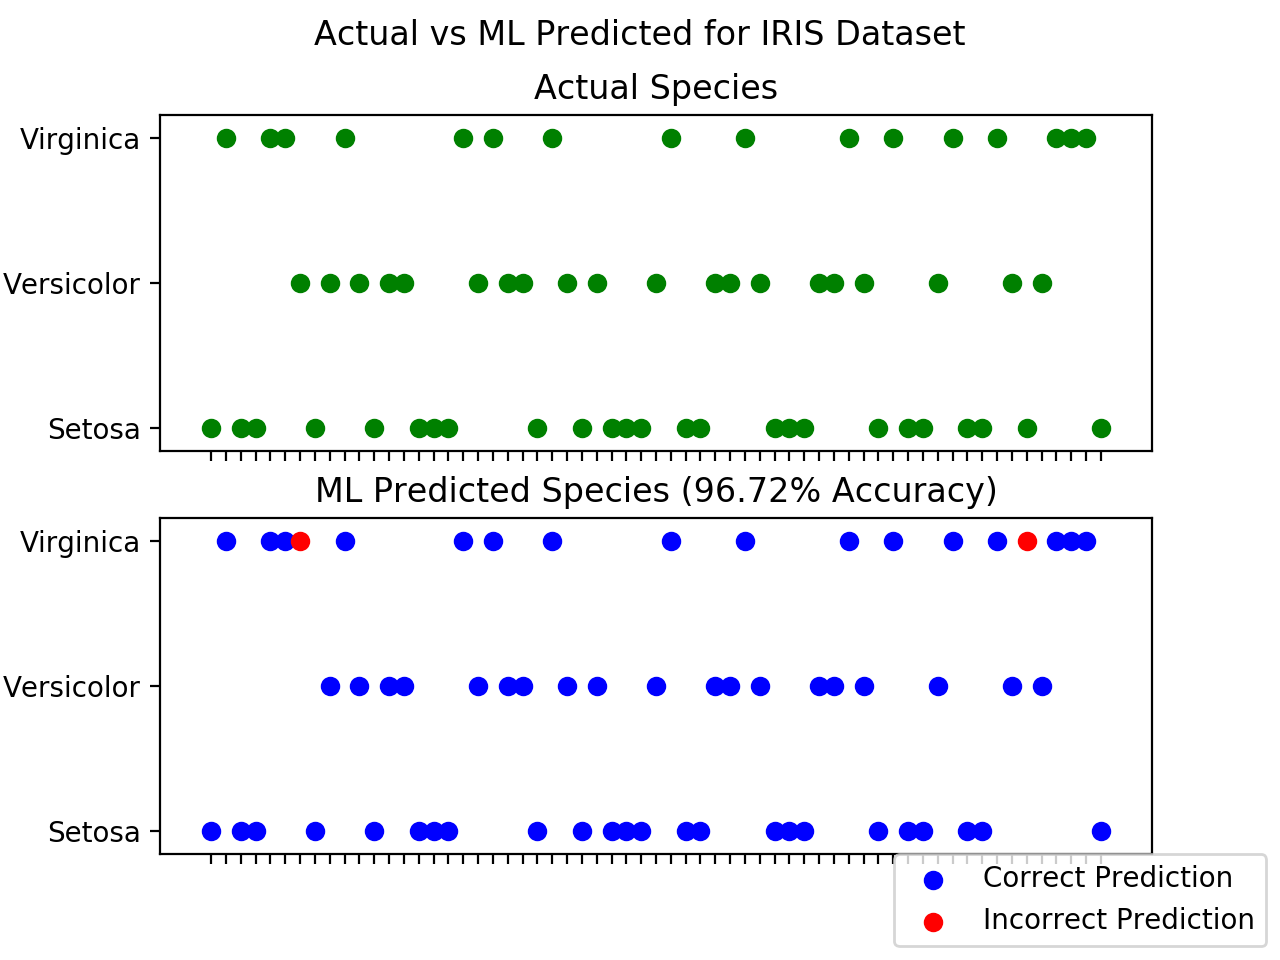 Actual vs ML Predicted for IRIS Dataset
Actual Species
Virginica
Versicolor
Setosa
ML Predicted Species (96.72% Accuracy)
Virginica
Versicolor
Setosa
Correct Prediction
Incorrect Prediction